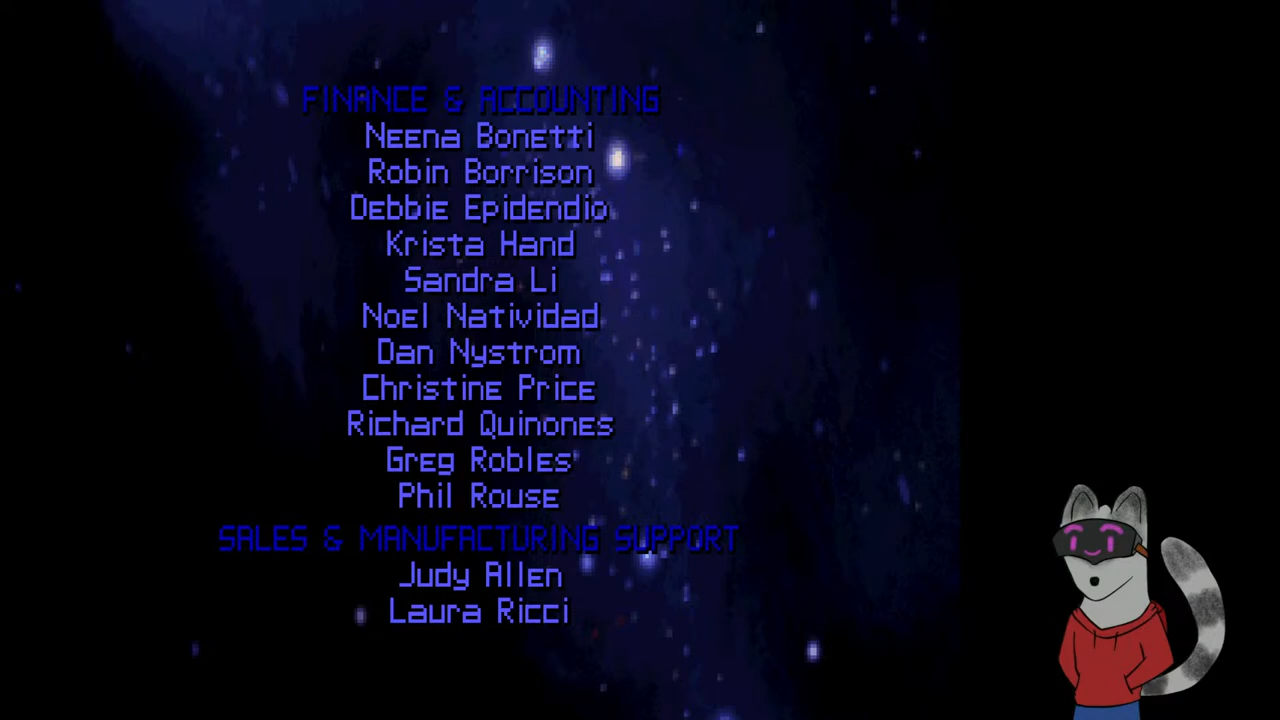 FINANCE & ACCOUNTING
Neena Bonetti
Robin Borrison
Debbie Epidendio
Krista Hand
Sandra Li
Noel Natividad
Dan Nystrom
Christine Price
Richard Quinones
Greg Robles
Phil Rouse
SALES & MANUFACTURING SUPPORT
Judy Allen
Laura Ricci